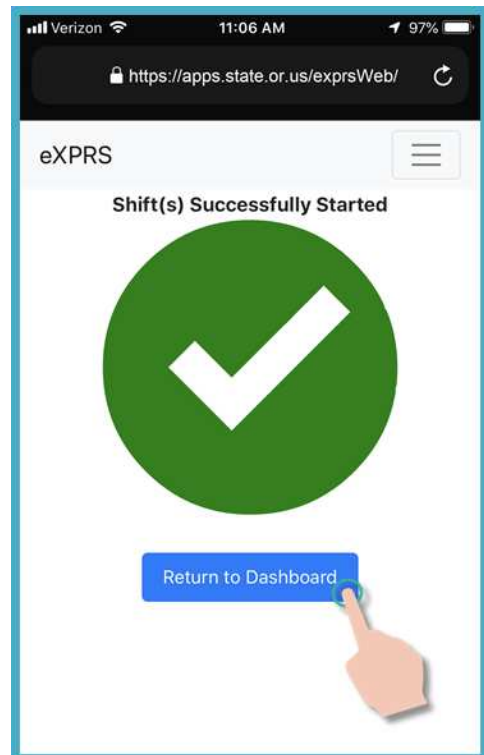 Verizon 11:06 AM 97%
https://apps.state.or.us/exprsWeb/
eXPRS
Shift(s) Successfully Started
Return to Dashboard